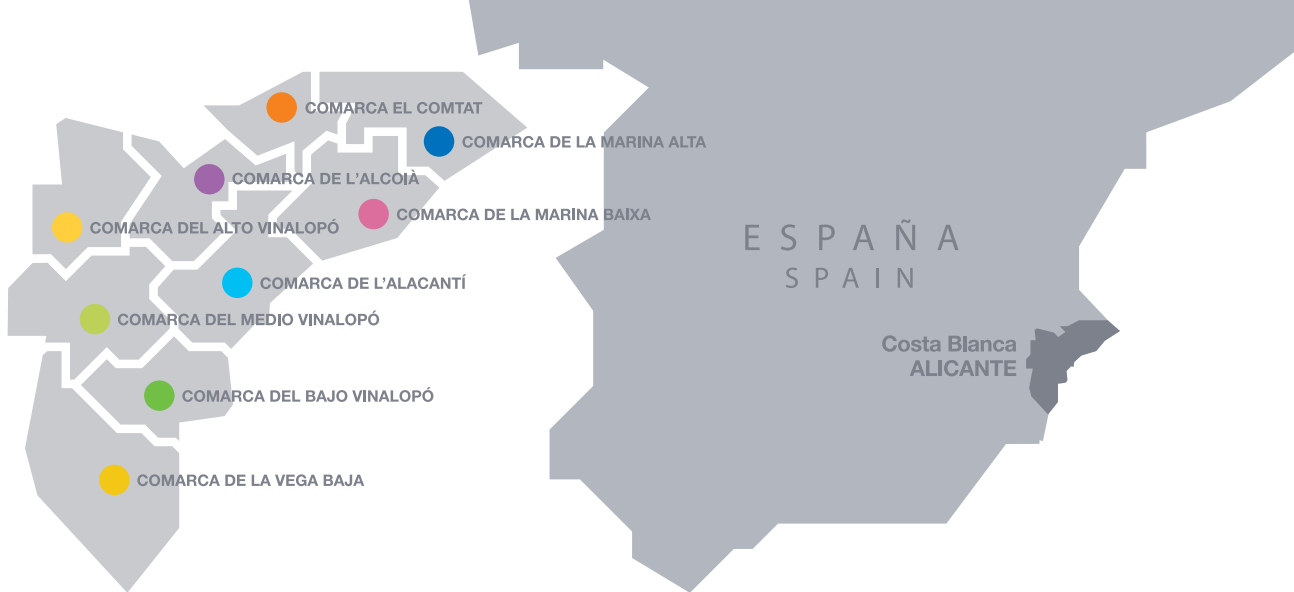 COMARCA EL COMTAT
COMARCA DE LA MARINA ALTA
COMARCA DE L'ALCOIÀ
COMARCA DE LA MARINA BAIXA
COMARCA DEL ALTO VINALOPÓ
COMARCA DE L'ALACANTÍ
COMARCA DEL MEDIO VINALOPÓ
COMARCA DEL BAJO VINALOPÓ
COMARCA DE LA VEGA BAJA
ESPAÑA
SPAIN
Costa Blanca
ALICANTE